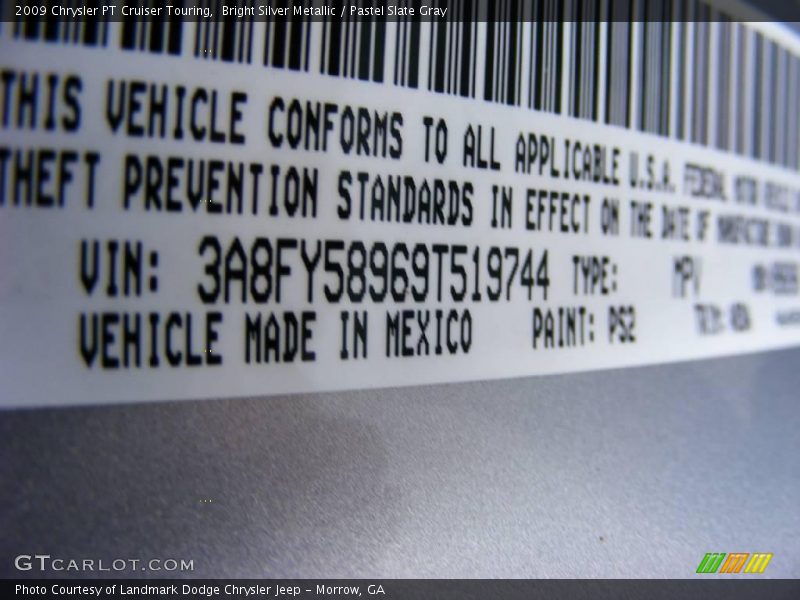 2009 Chrysler PT Cruiser Touring, Bright Silver Metallic / Pastel Slate Gray
THIS VEHICLE CONFORMS TO ALL APPLICABLE U.S.A. FEDERAL
THEFT PREVENTION STANDARDS IN EFFECT ON THE DATE OF
VIN: 3A8FY58969T519744 TYPE: MPV
VEHICLE MADE IN MEXICO PAINT: PS2
GTCARLOT.COM
Photo Courtesy of Landmark Dodge Chrysler Jeep - Morrow, GA